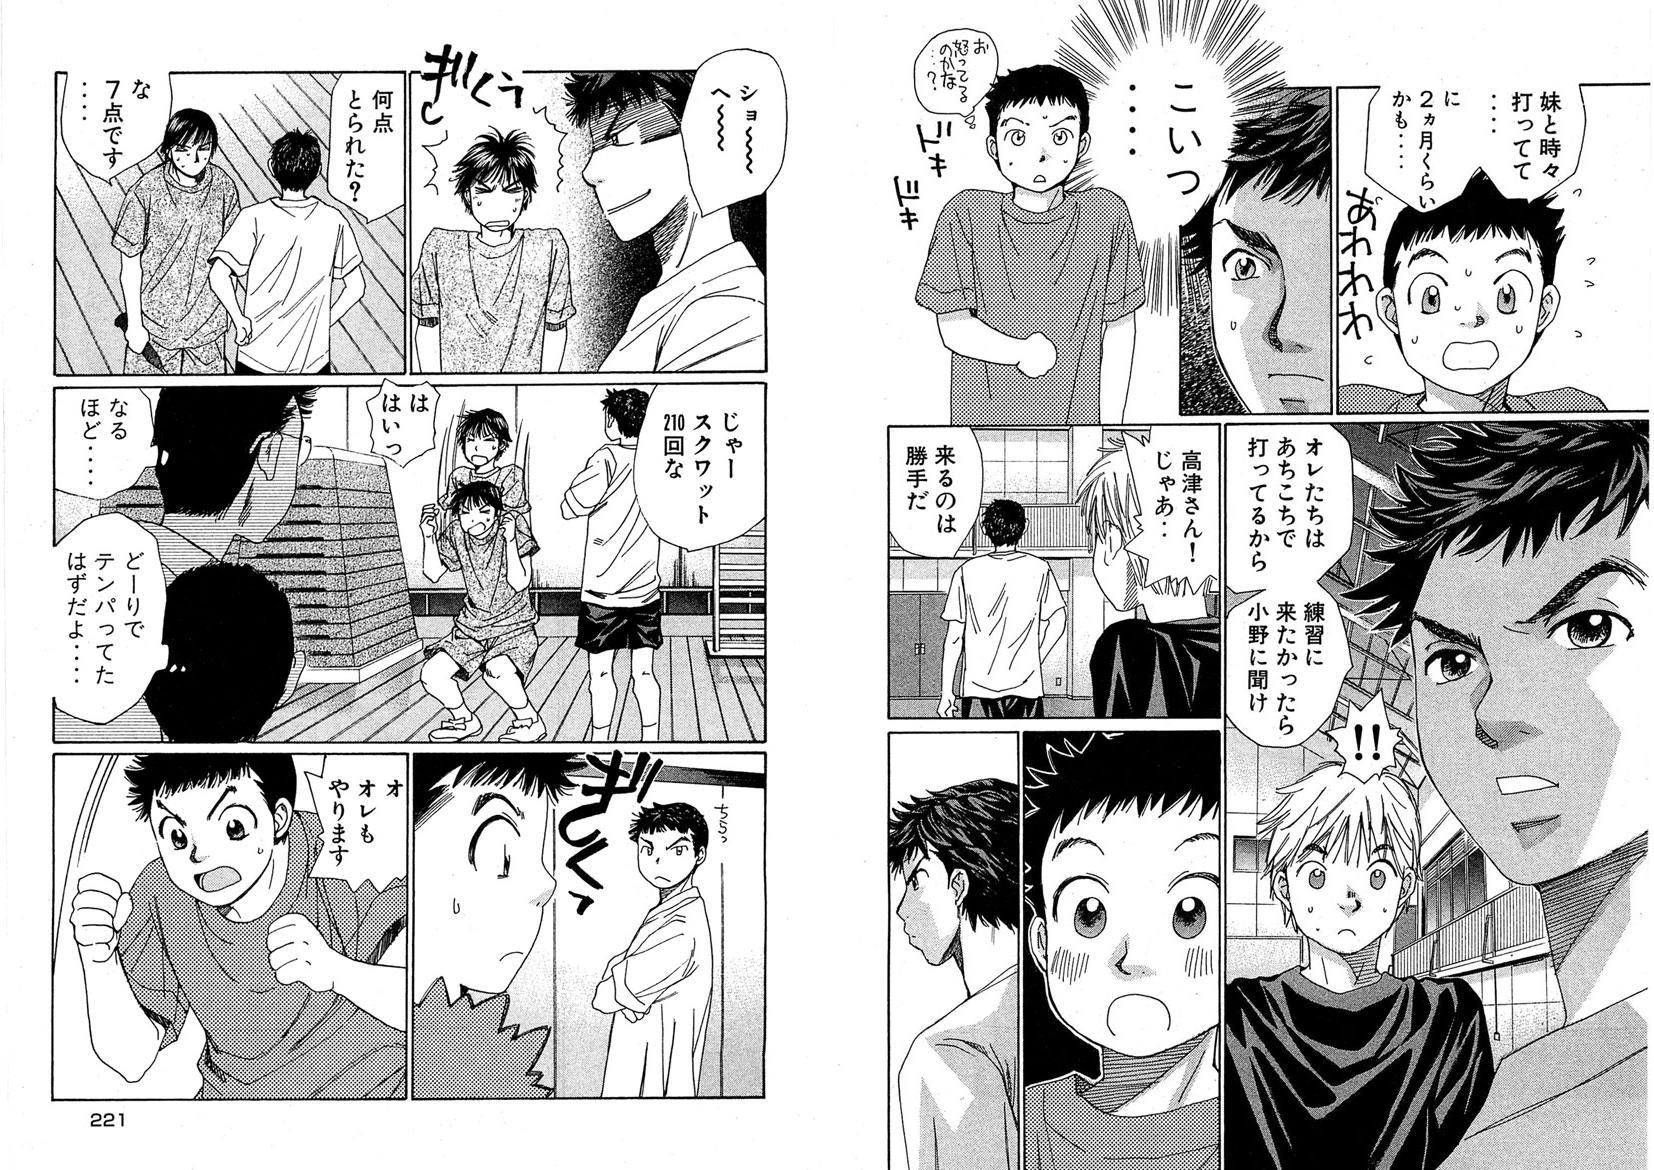 妹と時々
打ってて
‥‥
に
2ヵ月くらい
かも‥‥
あわわわ
こいつ
‥‥
お
怒ってる
のかな
…?
ドキ
ドキ
オレたちは
あちこちで
打ってるから
練習に
来たかったら
小野に聞け
!!
高津さん!
じゃあ‥
来るのは
勝手だ
ショ〜〜〜
へ〜〜〜
ぎくぅ
何点
とられた?
な
7点です
‥‥
じゃー
スクワット
210回な
は
はいっ
なる
ほど‥‥
どーりで
テンパってた
はずだよ‥‥
ちらっ
ぎくっ
オ
オレも
やります
221